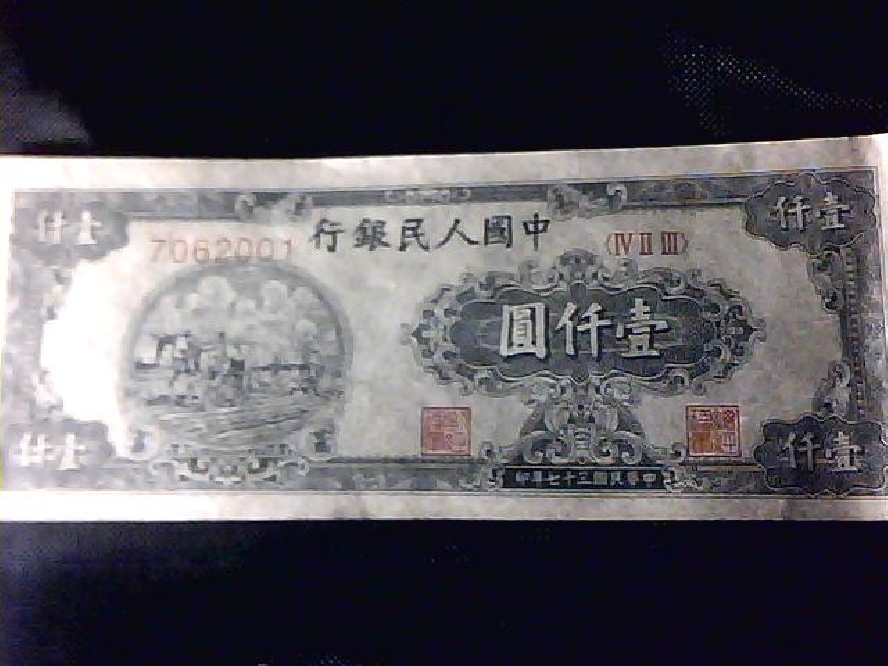 壹仟
壹仟
中國人民銀行
〈Ⅳ Ⅱ Ⅲ〉
7062001
壹仟圓
壹仟
壹仟
中華民國三十七年印